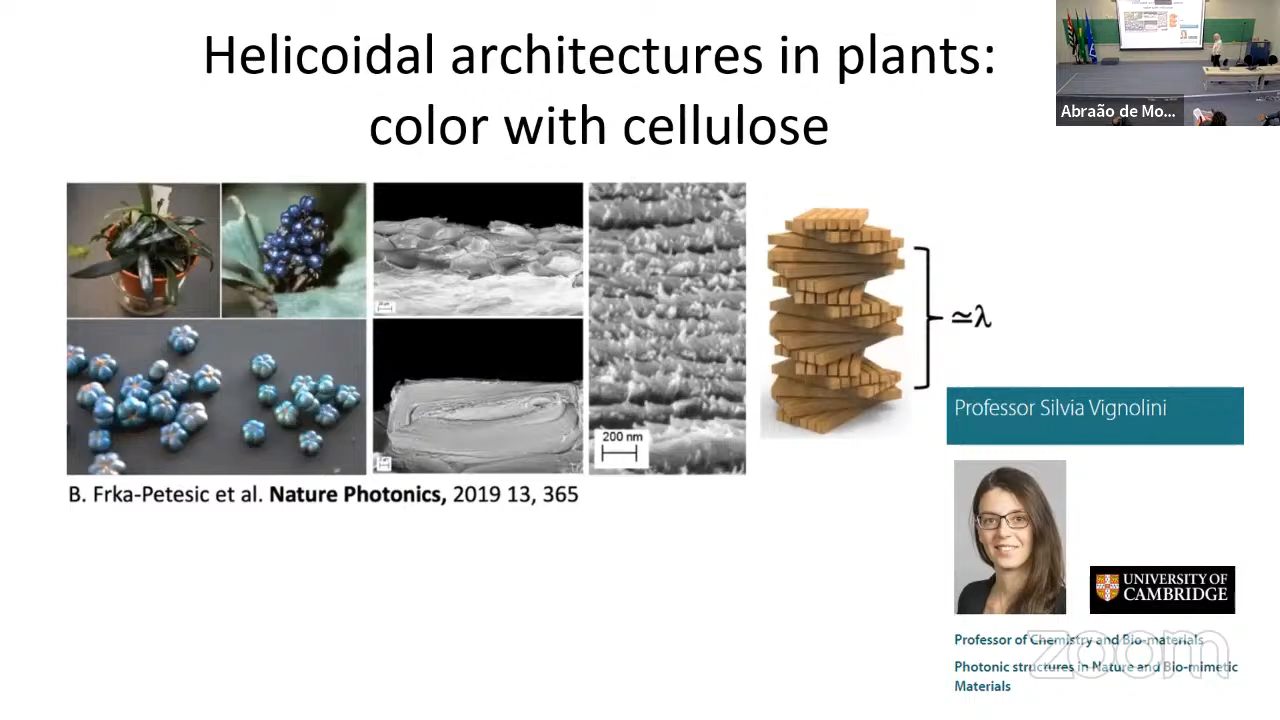 Helicoidal architectures in plants:
color with cellulose
Abraão de Mo...
200 nm
≃λ
B. Frka-Petesic et al. Nature Photonics, 2019 13, 365
Professor Silvia Vignolini
UNIVERSITY OF
CAMBRIDGE
Professor of Chemistry and Bio-materials
Photonic structures in Nature and Bio-mimetic
Materials
zoom